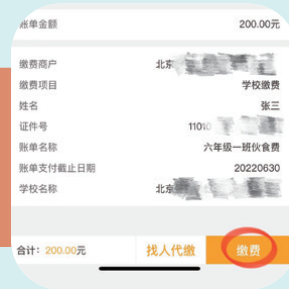 账单金额 200.00元
缴费商户 北京
缴费项目 学校缴费
姓名 张三
证件号 11010
账单名称 六年级一班伙食费
账单支付截止日期 20220630
学校名称 北京
合计：200.00元 找人代缴 缴费